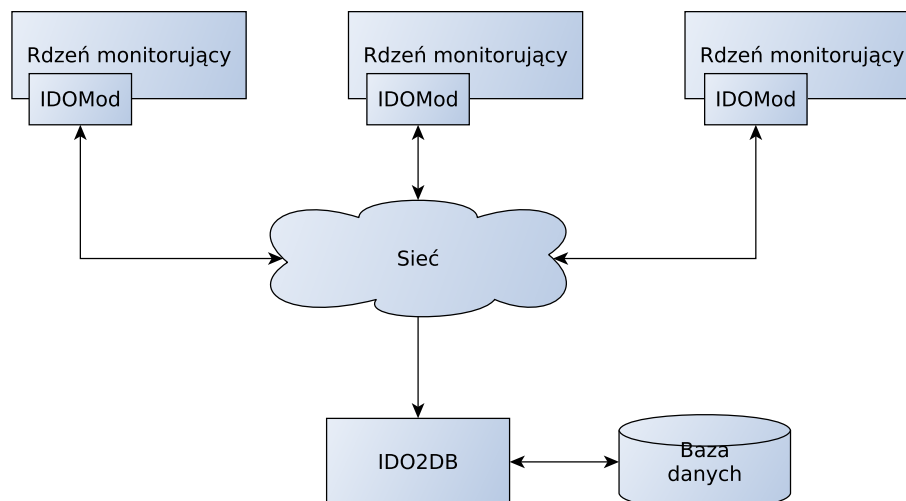 Rdzeń monitorujący
Rdzeń monitorujący
Rdzeń monitorujący
IDOMod
IDOMod
IDOMod
Sieć
IDO2DB
Baza
danych